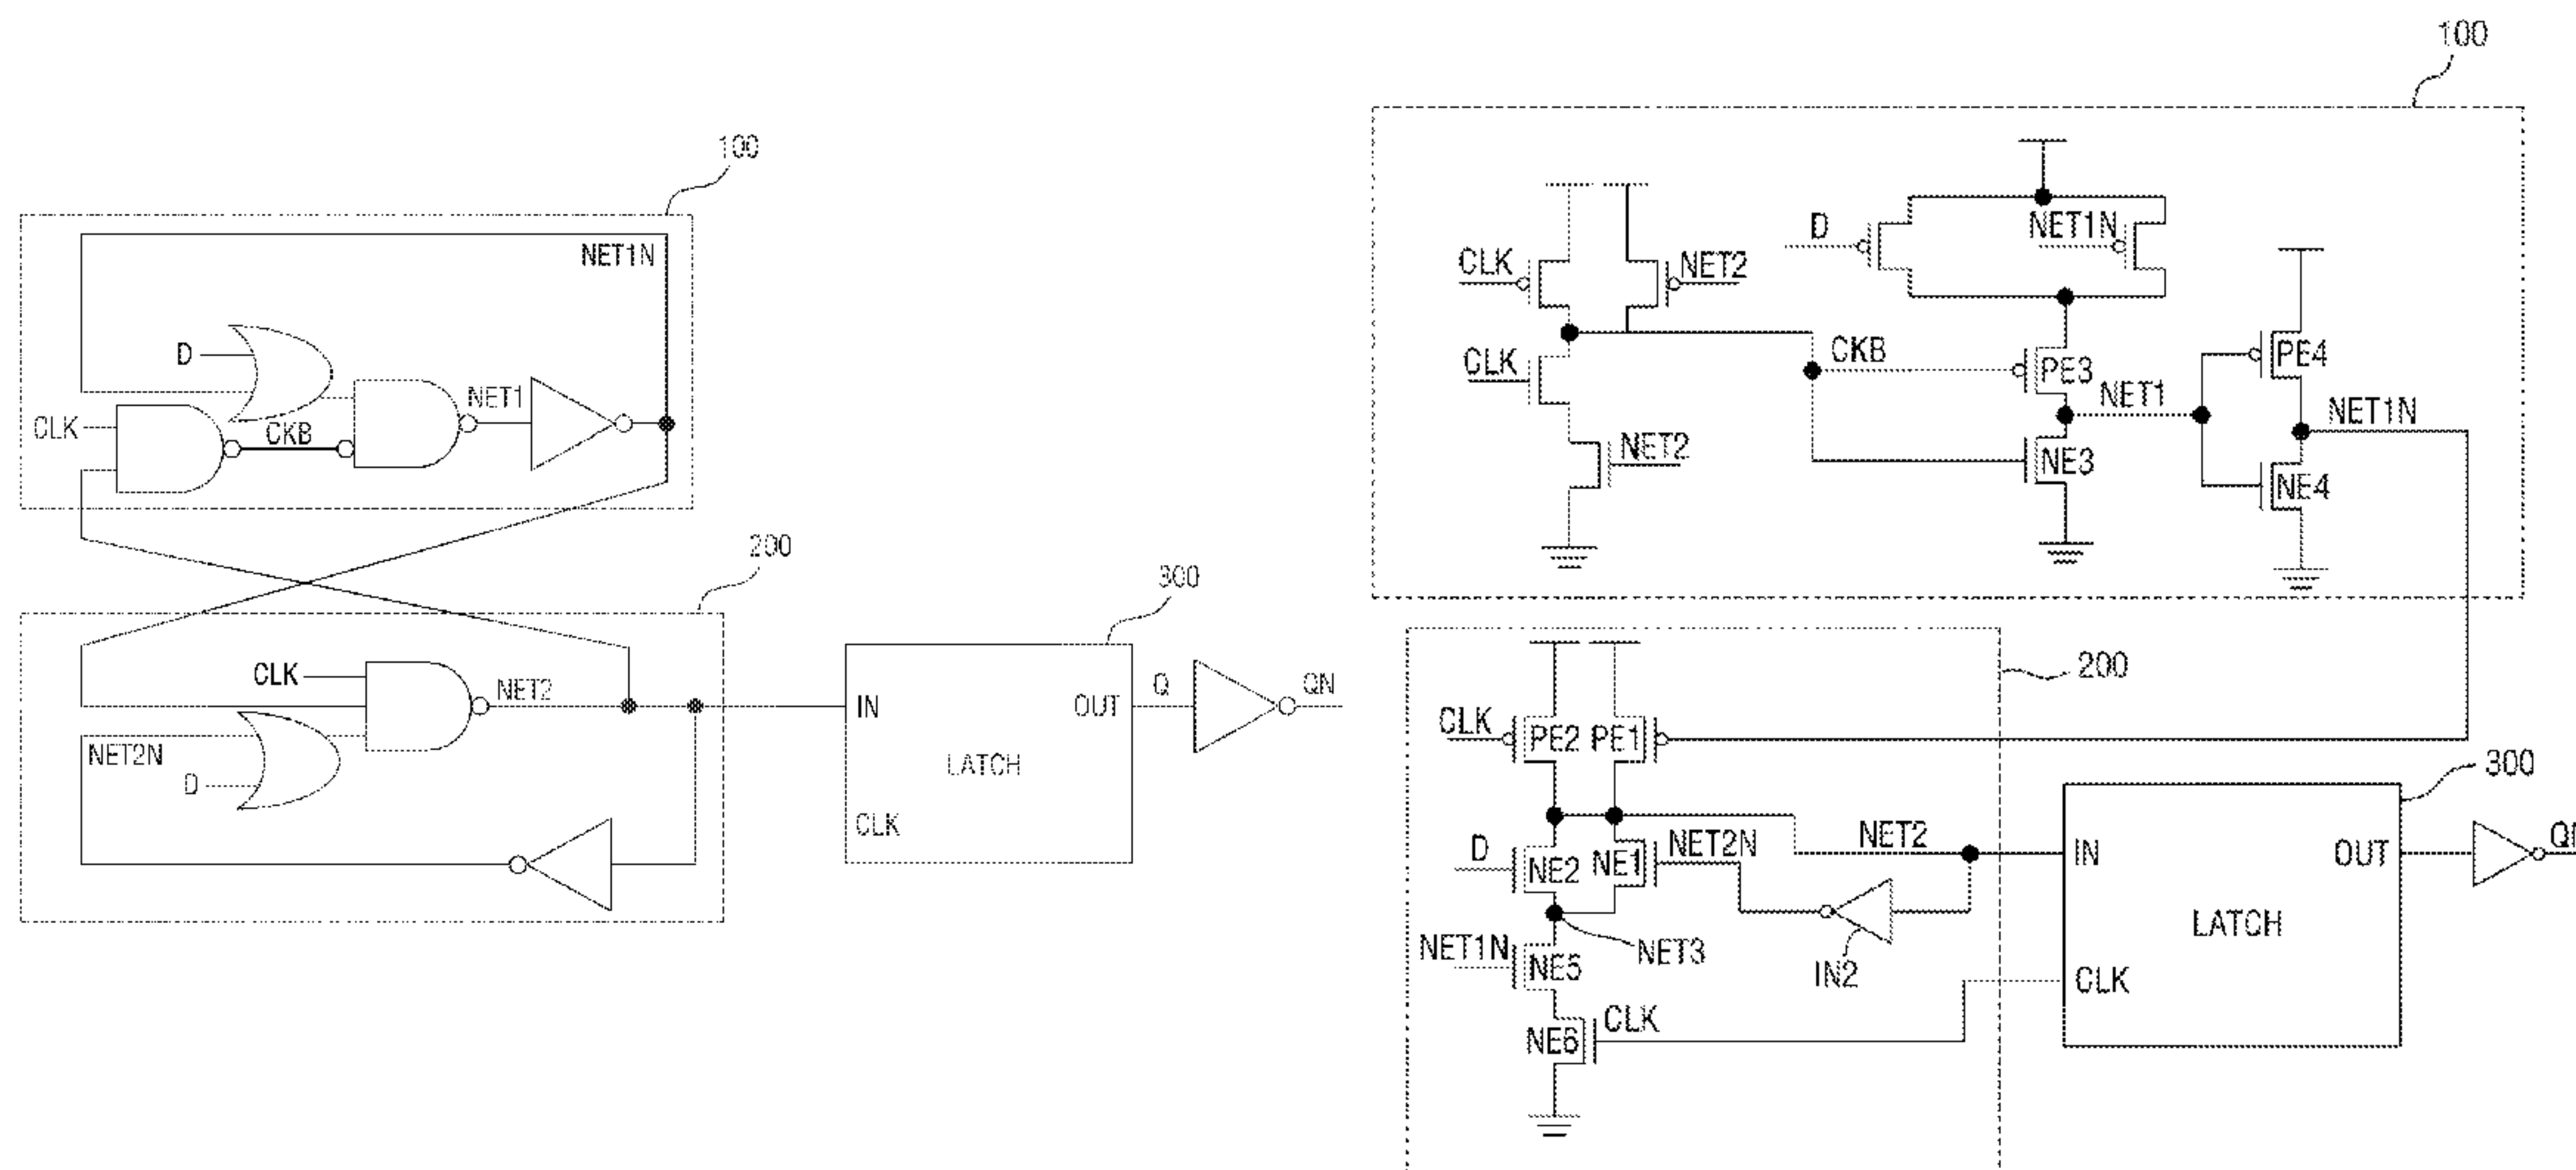 100
NET1N
D
NET1
CLK
CKB
200
300
CLK
NET2
Q
QN
IN
OUT
NET2N
D
LATCH
CLK
100
D
NET1N
CLK
NET2
CKB
PE3
PE4
CLK
NET1
NET1N
NET2
NE3
NE4
200
CLK
PE2
PE1
300
D
NE2
NE1
NET2N
NET2
IN
OUT
LATCH
NET1N
NE5
NET3
IN2
CLK
NE6
CLK